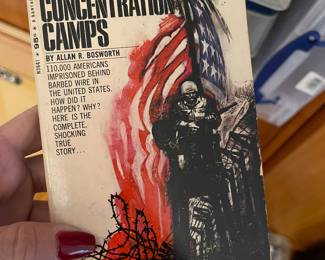 CONCENTRATION
CAMPS
BY ALLAN R. BOSWORTH
110,000 AMERICANS
IMPRISONED BEHIND
BARBED WIRE IN
THE UNITED STATES.
HOW DID IT
HAPPEN? WHY?
HERE IS THE
COMPLETE,
SHOCKING
TRUE
STORY...
95¢